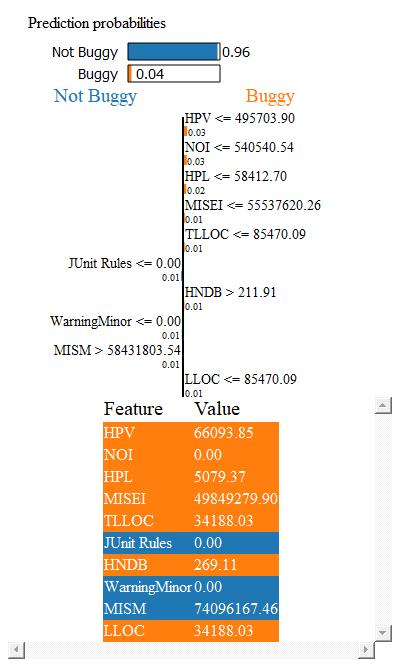 Prediction probabilities
Not Buggy 0.96
Buggy 0.04
Not Buggy Buggy
HPV <= 495703.90
0.03
NOI <= 540540.54
0.03
HPL <= 58412.70
0.02
MISEI <= 55537620.26
0.01
TLLOC <= 85470.09
0.01
JUnit Rules <= 0.00
0.01
HNDB > 211.91
0.01
WarningMinor <= 0.00
0.01
MISM > 58431803.54
0.01
LLOC <= 85470.09
0.01
Feature Value
HPV 66093.85
NOI 0.00
HPL 5079.37
MISEI 49849279.90
TLLOC 34188.03
JUnit Rules 0.00
HNDB 269.11
WarningMinor 0.00
MISM 74096167.46
LLOC 34188.03